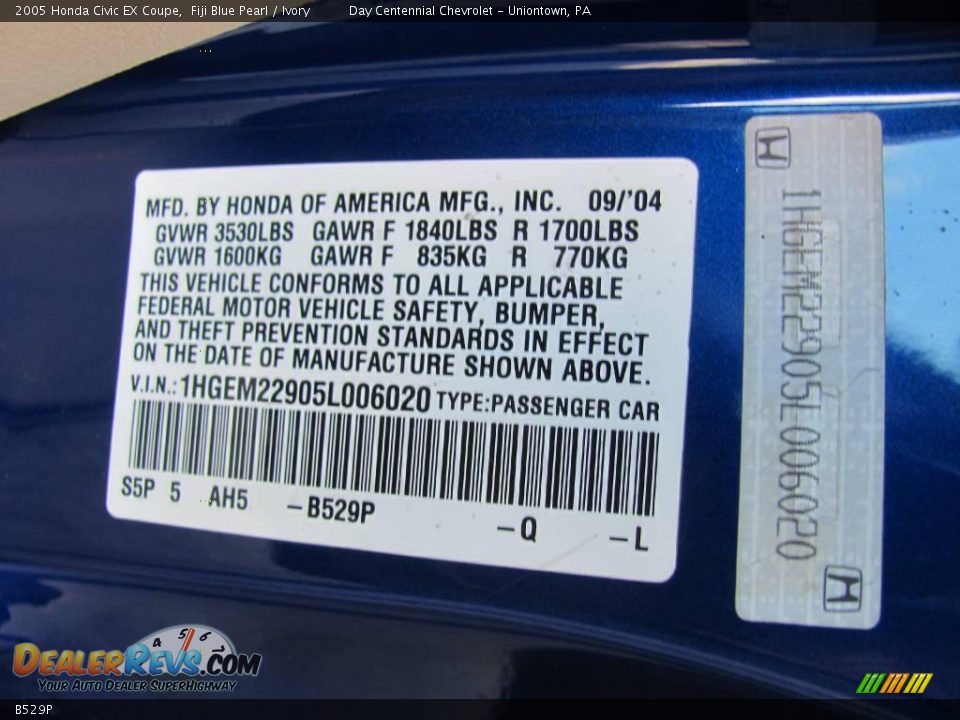 2005 Honda Civic EX Coupe, Fiji Blue Pearl / Ivory Day Centennial Chevrolet - Uniontown, PA
MFD. BY HONDA OF AMERICA MFG., INC. 09/'04
GVWR 3530LBS GAWR F 1840LBS R 1700LBS
GVWR 1600KG GAWR F 835KG R 770KG
THIS VEHICLE CONFORMS TO ALL APPLICABLE
FEDERAL MOTOR VEHICLE SAFETY, BUMPER,
AND THEFT PREVENTION STANDARDS IN EFFECT
ON THE DATE OF MANUFACTURE SHOWN ABOVE.
V.I.N.: 1HGEM22905L006020 TYPE:PASSENGER CAR
S5P 5 AH5 -B529P -Q -L
1HGEM22905L006020
4 5 6
DEALERREVS.COM
YOUR AUTO DEALER SUPERHIGHWAY
B529P